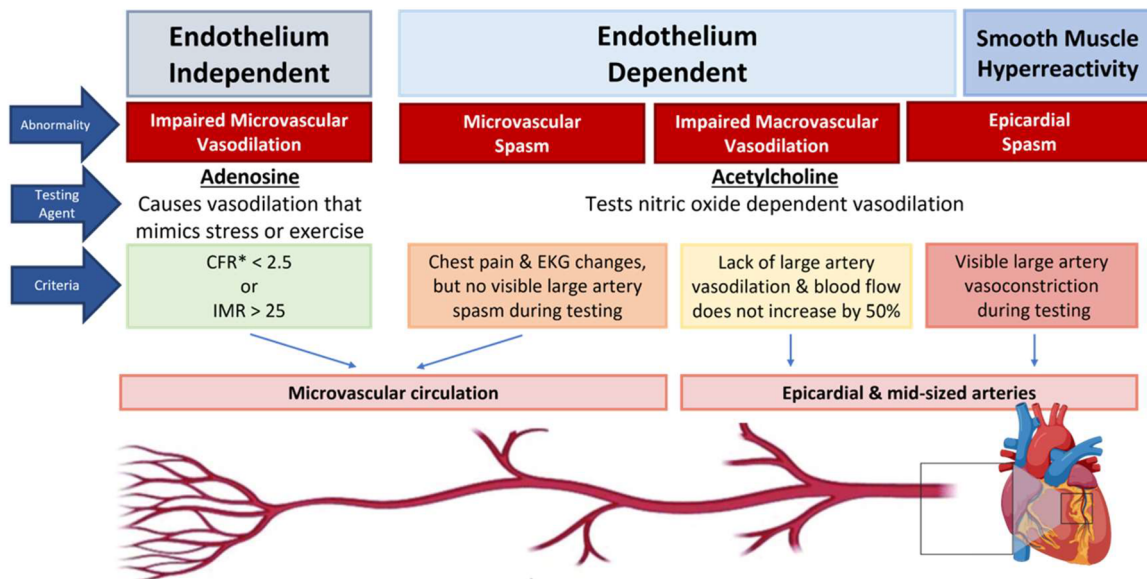 Endothelium
Independent
Endothelium
Dependent
Smooth Muscle
Hyperreactivity
Abnormality
Impaired Microvascular
Vasodilation
Microvascular
Spasm
Impaired Macrovascular
Vasodilation
Epicardial
Spasm
Testing
Agent
Adenosine
Causes vasodilation that
mimics stress or exercise
Acetylcholine
Tests nitric oxide dependent vasodilation
Criteria
CFR* < 2.5
or
IMR > 25
Chest pain & EKG changes,
but no visible large artery
spasm during testing
Lack of large artery
vasodilation & blood flow
does not increase by 50%
Visible large artery
vasoconstriction
during testing
Microvascular circulation
Epicardial & mid-sized arteries